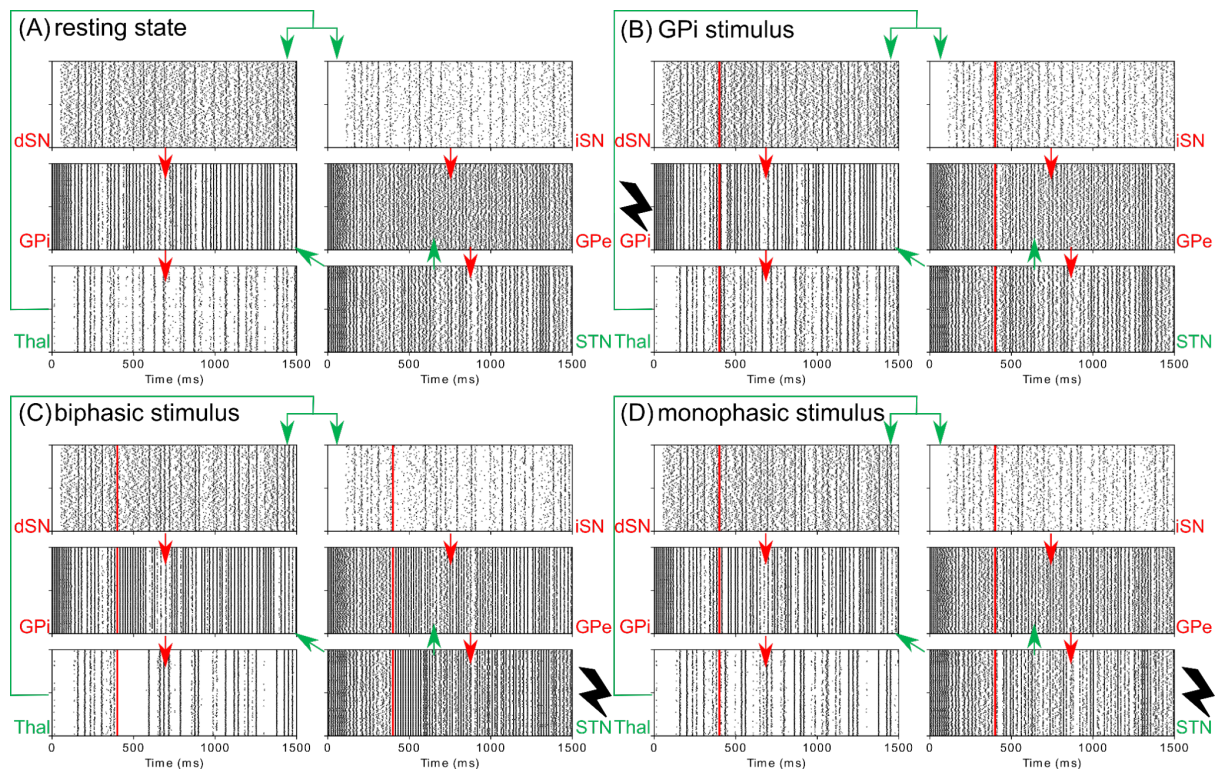 (A) resting state
dSN
iSN
GPi
GPe
Thal
STN
0 500 1000 1500
Time (ms)
0 500 1000 1500
Time (ms)
(B) GPi stimulus
dSN
iSN
GPi
GPe
Thal
STN
0 500 1000 1500
Time (ms)
0 500 1000 1500
Time (ms)
(C) biphasic stimulus
dSN
iSN
GPi
GPe
Thal
STN
0 500 1000 1500
Time (ms)
0 500 1000 1500
Time (ms)
(D) monophasic stimulus
dSN
iSN
GPi
GPe
Thal
STN
0 500 1000 1500
Time (ms)
0 500 1000 1500
Time (ms)